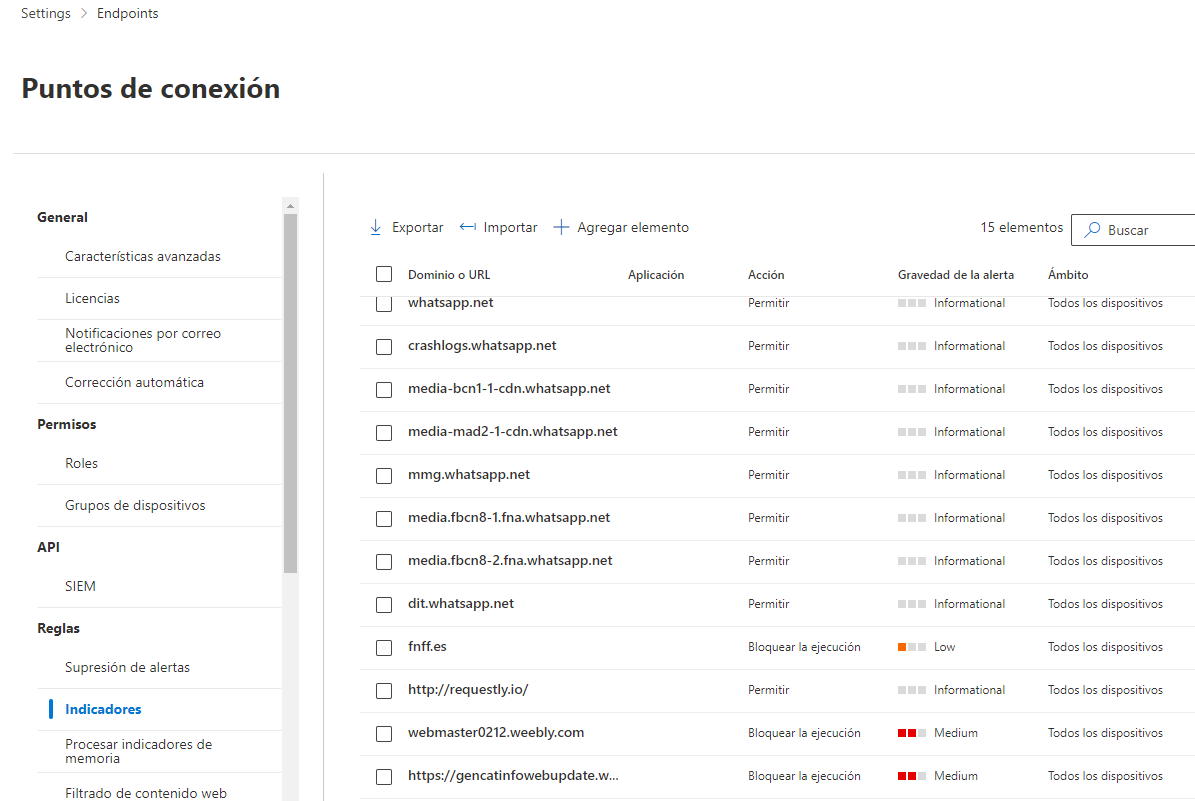 Settings > Endpoints
Puntos de conexión
General
Características avanzadas
Licencias
Notificaciones por correo
electrónico
Corrección automática
Permisos
Roles
Grupos de dispositivos
API
SIEM
Reglas
Supresión de alertas
Indicadores
Procesar indicadores de
memoria
Filtrado de contenido web
Exportar Importar Agregar elemento 15 elementos Buscar
Dominio o URL Aplicación Acción Gravedad de la alerta Ámbito
whatsapp.net Permitir Informational Todos los dispositivos
crashlogs.whatsapp.net Permitir Informational Todos los dispositivos
media-bcn1-1-cdn.whatsapp.net Permitir Informational Todos los dispositivos
media-mad2-1-cdn.whatsapp.net Permitir Informational Todos los dispositivos
mmg.whatsapp.net Permitir Informational Todos los dispositivos
media.fbcn8-1.fna.whatsapp.net Permitir Informational Todos los dispositivos
media.fbcn8-2.fna.whatsapp.net Permitir Informational Todos los dispositivos
dit.whatsapp.net Permitir Informational Todos los dispositivos
fnff.es Bloquear la ejecución Low Todos los dispositivos
http://requestly.io/ Permitir Informational Todos los dispositivos
webmaster0212.weebly.com Bloquear la ejecución Medium Todos los dispositivos
https://gencatinfowebupdate.w... Bloquear la ejecución Medium Todos los dispositivos